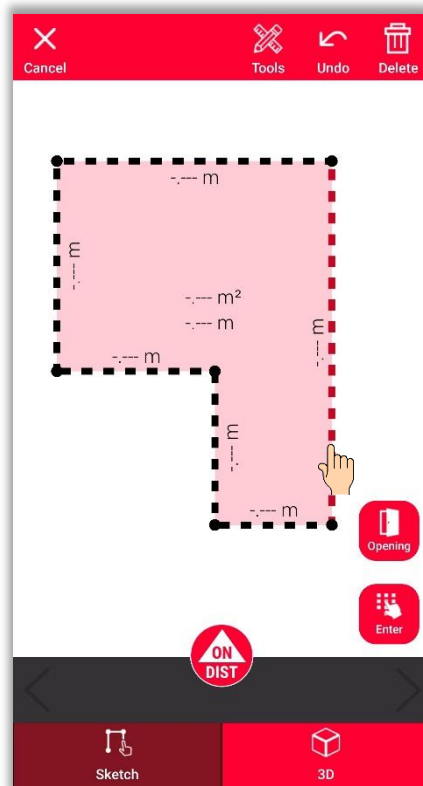 Cancel
Tools
Undo
Delete
-.--- m
-.--- m
-.--- m²
-.--- m
-.--- m
-.--- m
-.--- m
-.--- m
Opening
Enter
ON
DIST
Sketch
3D